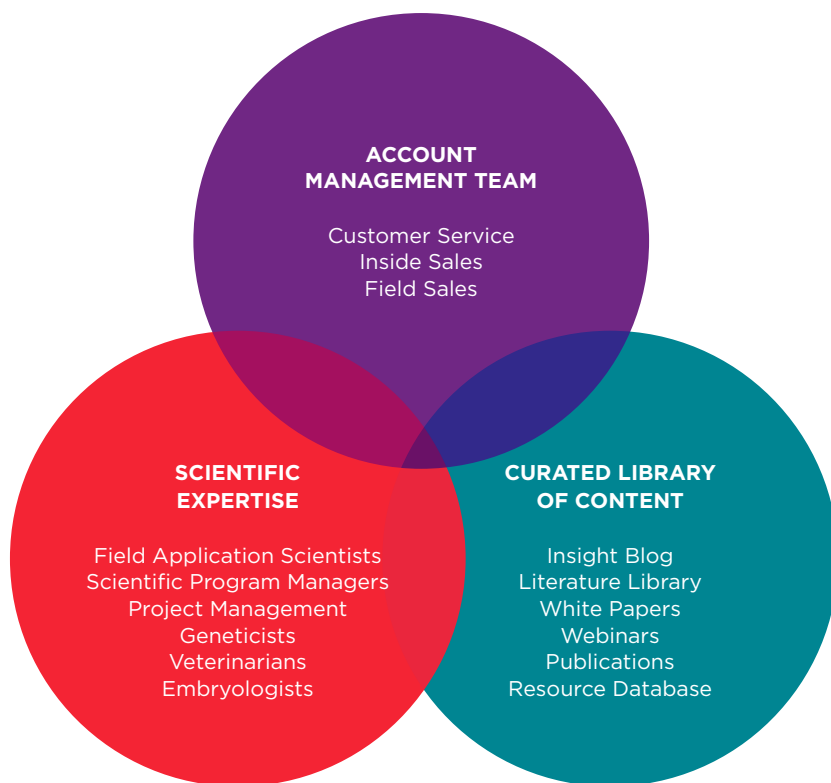 ACCOUNT
MANAGEMENT TEAM
Customer Service
Inside Sales
Field Sales
SCIENTIFIC
EXPERTISE
Field Application Scientists
Scientific Program Managers
Project Management
Geneticists
Veterinarians
Embryologists
CURATED LIBRARY
OF CONTENT
Insight Blog
Literature Library
White Papers
Webinars
Publications
Resource Database